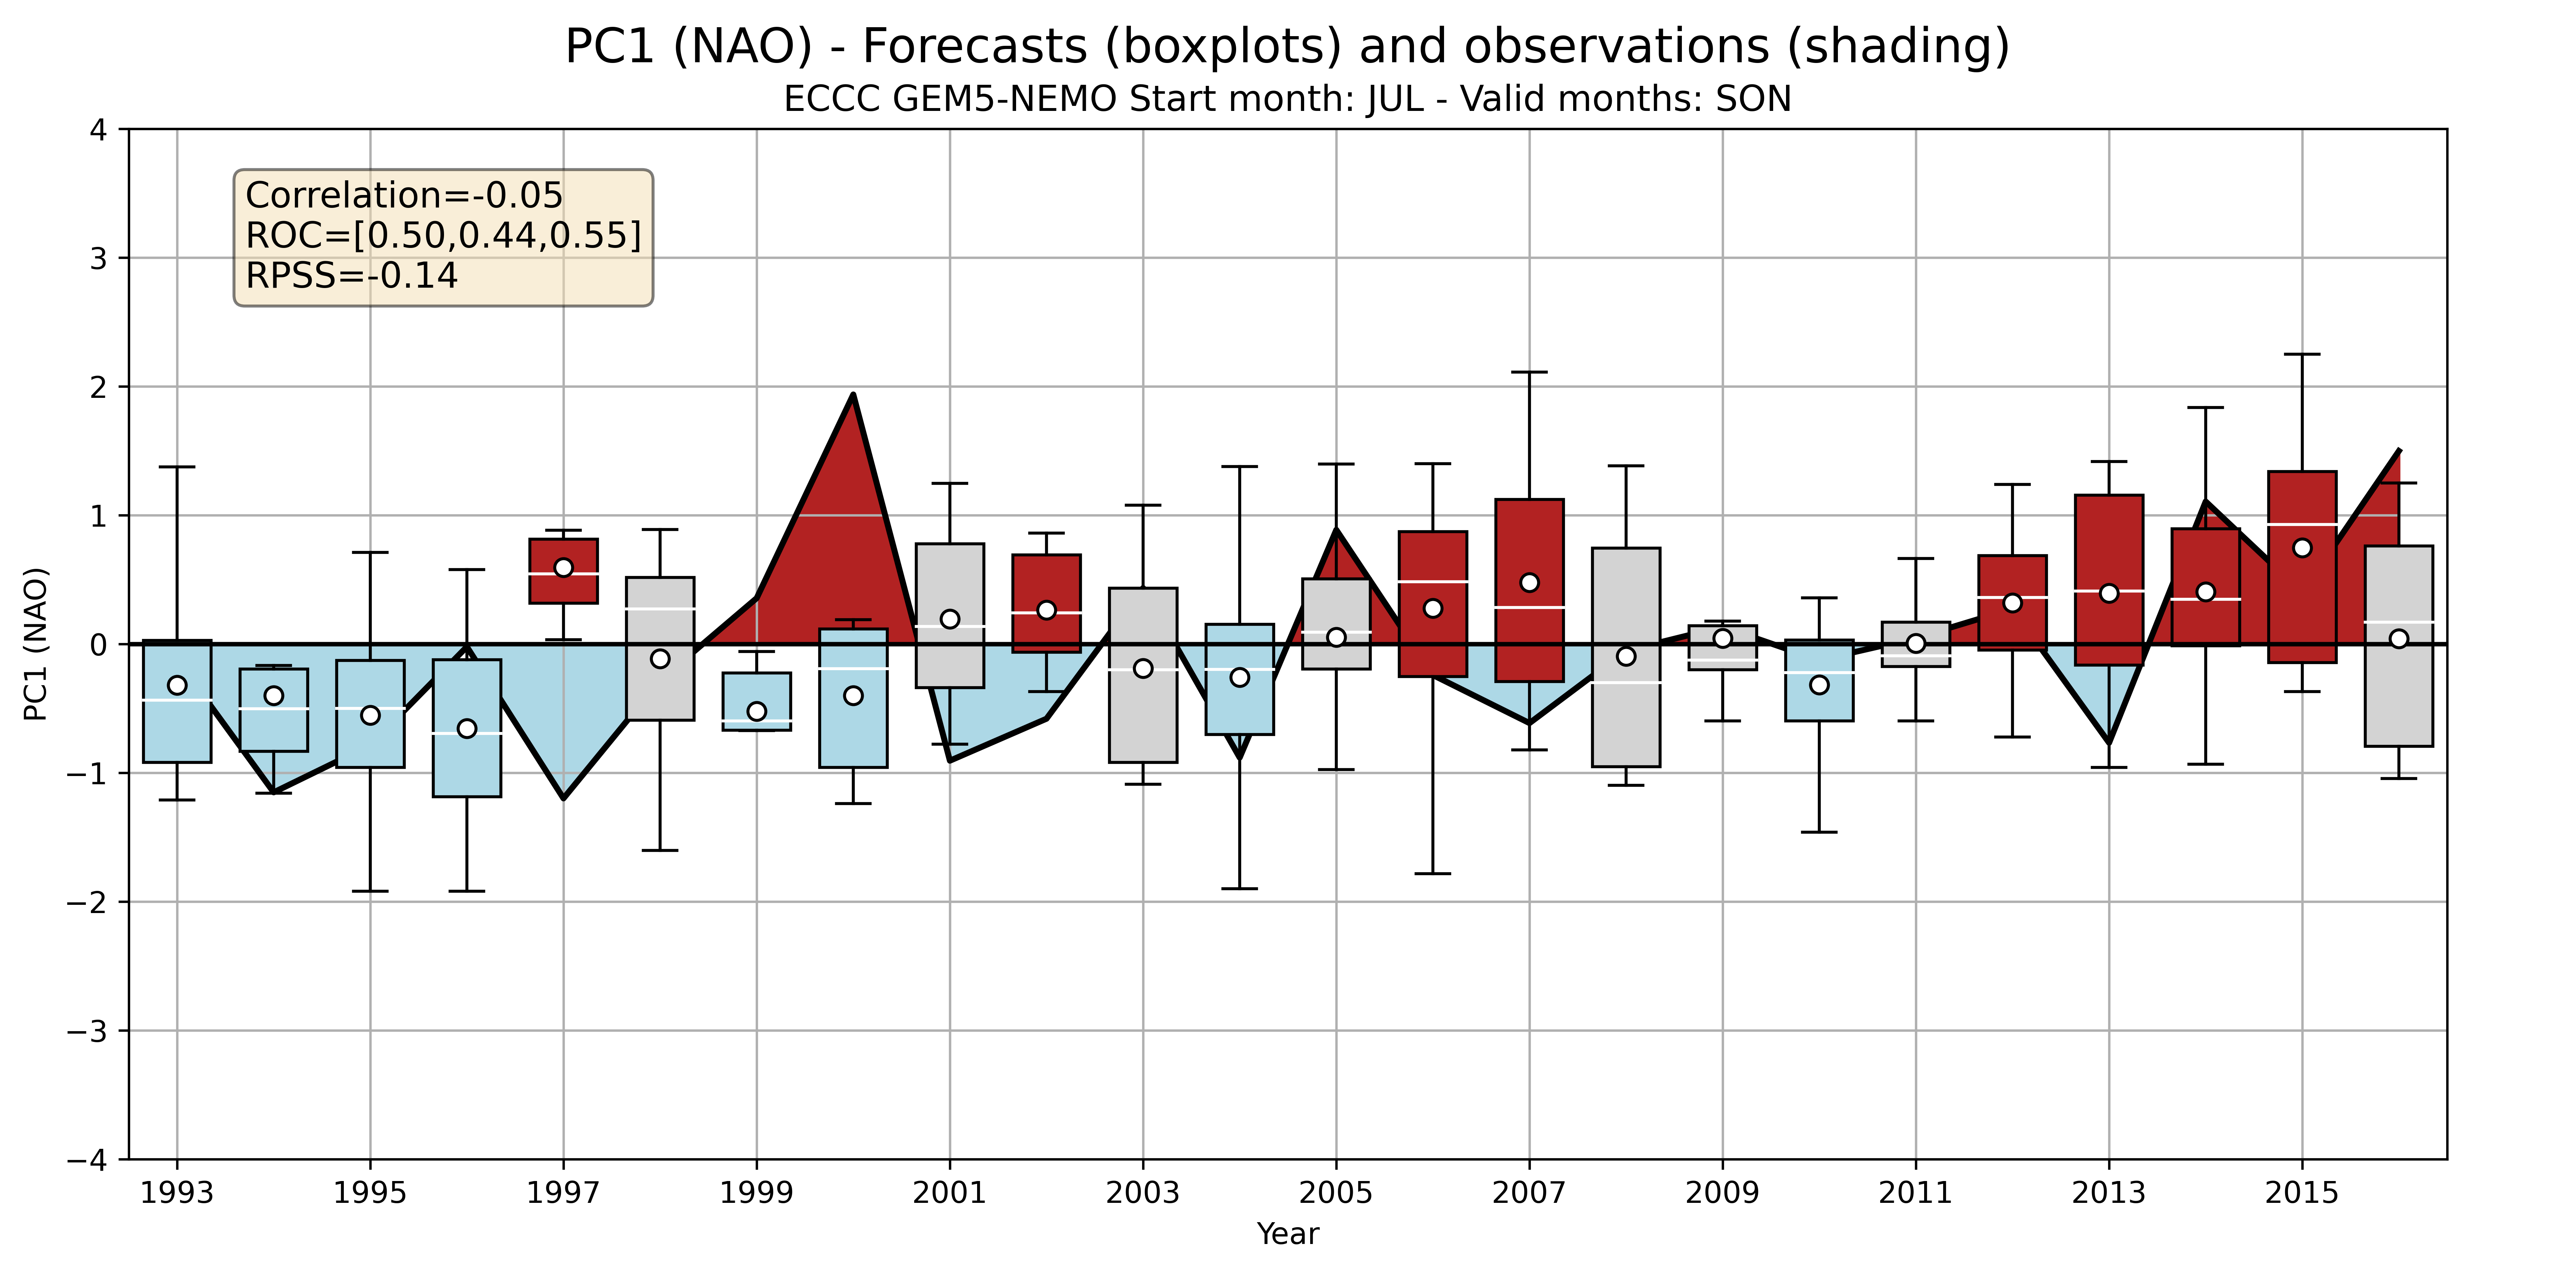 PC1 (NAO) - Forecasts (boxplots) and observations (shading)
ECCC GEM5-NEMO Start month: JUL - Valid months: SON
Correlation=-0.05
ROC=[0.50,0.44,0.55]
RPSS=-0.14
PC1 (NAO)
4
3
2
1
0
−1
−2
−3
−4
1993 1995 1997 1999 2001 2003 2005 2007 2009 2011 2013 2015
Year